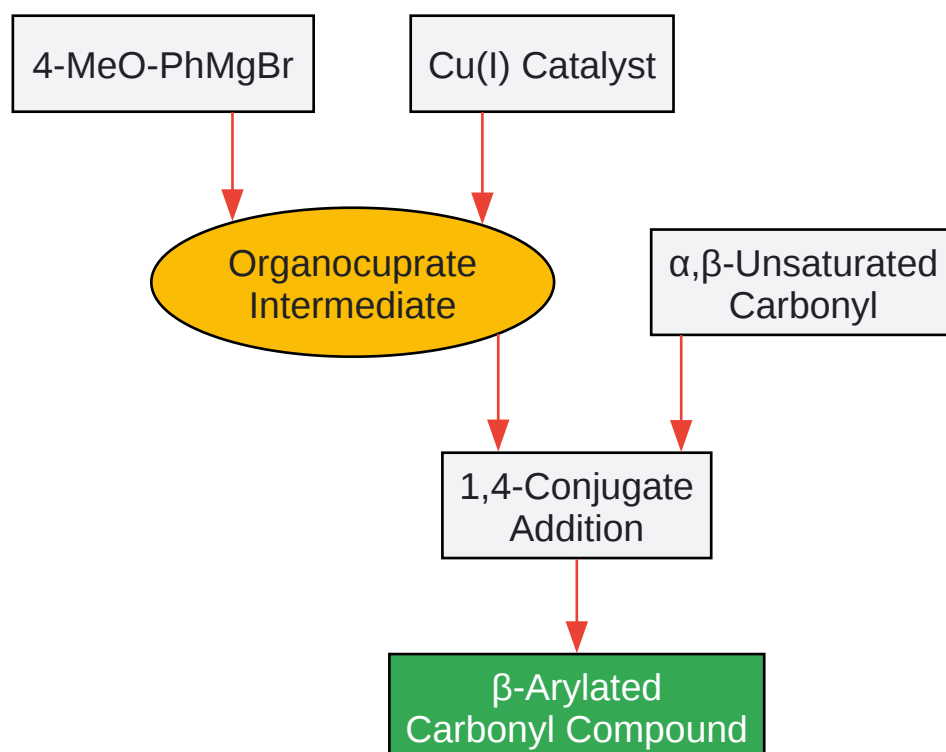 4-MeO-PhMgBr
Cu(I) Catalyst
Organocuprate
Intermediate
α,β-Unsaturated
Carbonyl
1,4-Conjugate
Addition
β-Arylated
Carbonyl Compound